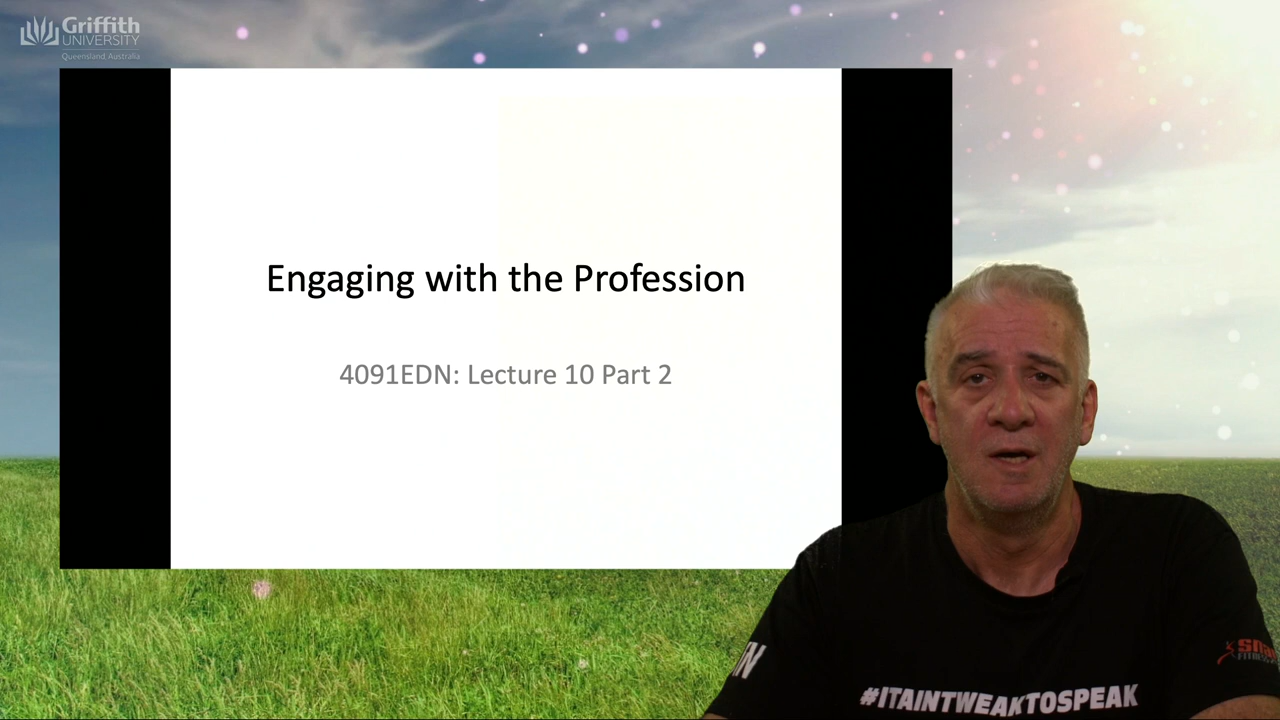 Griffith
UNIVERSITY
Queensland, Australia
Engaging with the Profession
4091EDN: Lecture 10 Part 2
#ITAINTWEAKTOSPEAK